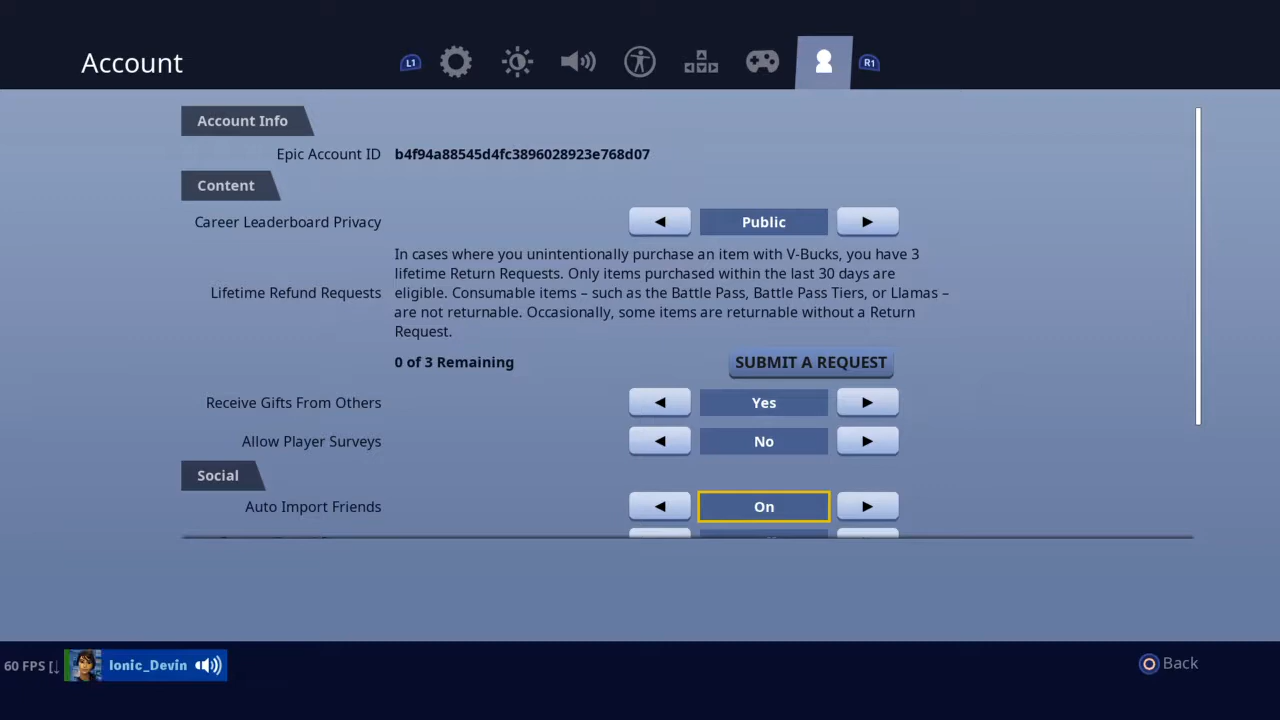 Account
L1
R1
Account Info
Epic Account ID
b4f94a88545d4fc3896028923e768d07
Content
Career Leaderboard Privacy
Public
Lifetime Refund Requests
In cases where you unintentionally purchase an item with V-Bucks, you have 3
lifetime Return Requests. Only items purchased within the last 30 days are
eligible. Consumable items – such as the Battle Pass, Battle Pass Tiers, or Llamas –
are not returnable. Occasionally, some items are returnable without a Return
Request.
0 of 3 Remaining
SUBMIT A REQUEST
Receive Gifts From Others
Yes
Allow Player Surveys
No
Social
Auto Import Friends
On
60 FPS [
Ionic_Devin
Back